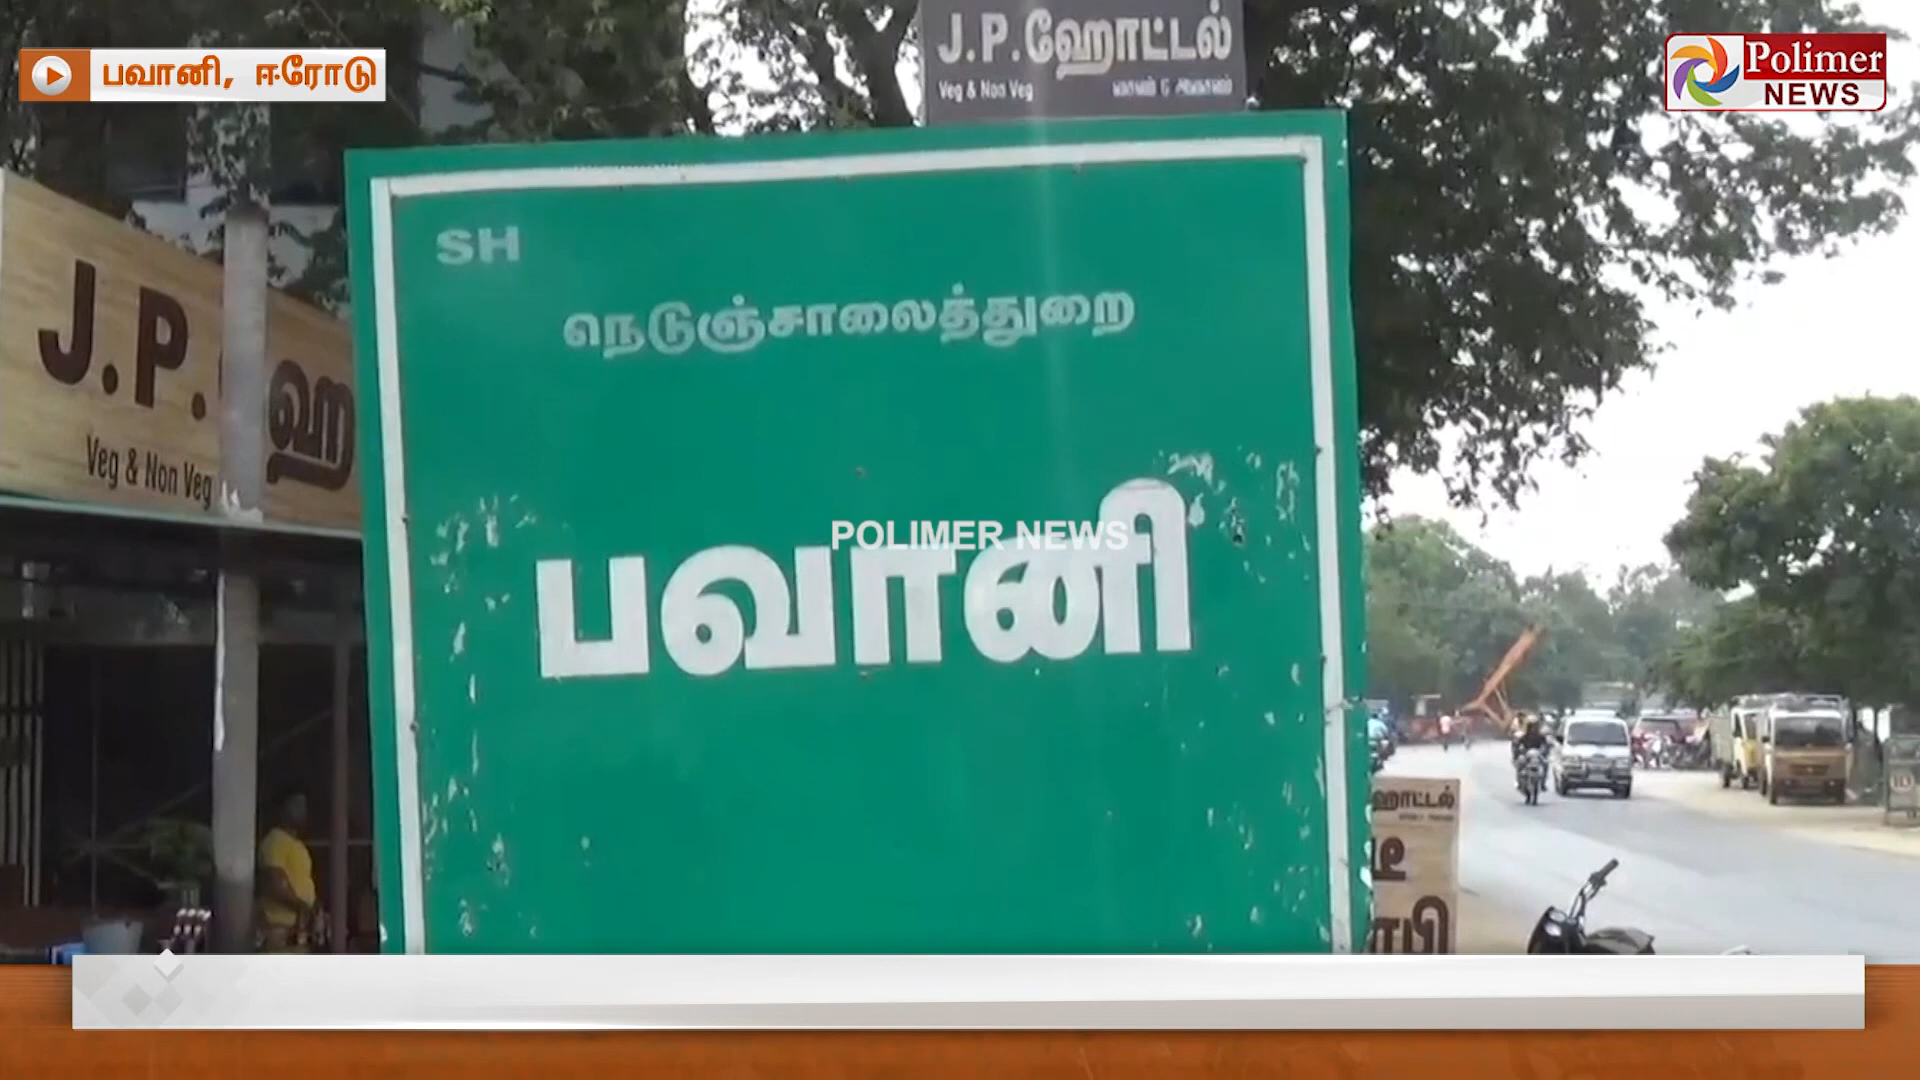 பவானி, ஈரோடு
Polimer
NEWS
J.P.ஹோட்டல்
Veg & Non Veg
SH
நெடுஞ்சாலைத்துறை
பவானி
POLIMER NEWS
J.P.
Veg & Non Veg
ஹோட்டல்